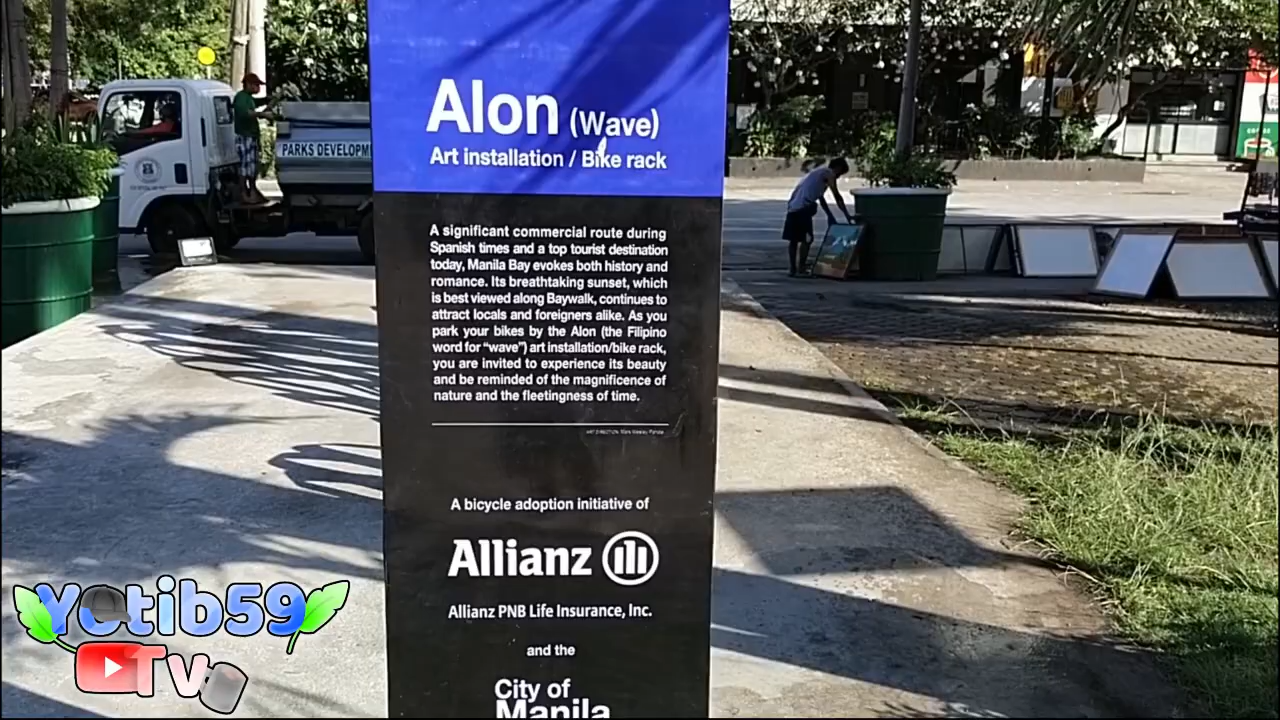 Alon (Wave)
Art installation / Bike rack
PARKS DEVELOPM
A significant commercial route during
Spanish times and a top tourist destination
today, Manila Bay evokes both history and
romance. Its breathtaking sunset, which
is best viewed along Baywalk, continues to
attract locals and foreigners alike. As you
park your bikes by the Alon (the Filipino
word for “wave”) art installation/bike rack,
you are invited to experience its beauty
and be reminded of the magnificence of
nature and the fleetingness of time.
A bicycle adoption initiative of
Allianz
Allianz PNB Life Insurance, Inc.
and the
City of
Manila
Yotib59
Tv